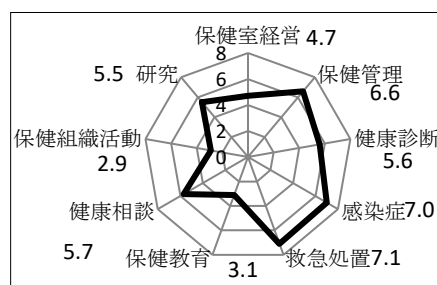 保健室経営 4.7
保健管理
6.6
健康診断
5.6
感染症 7.0
救急処置 7.1
保健教育
3.1
健康相談
5.7
保健組織活動
2.9
5.5 研究
8
6
4
2
0